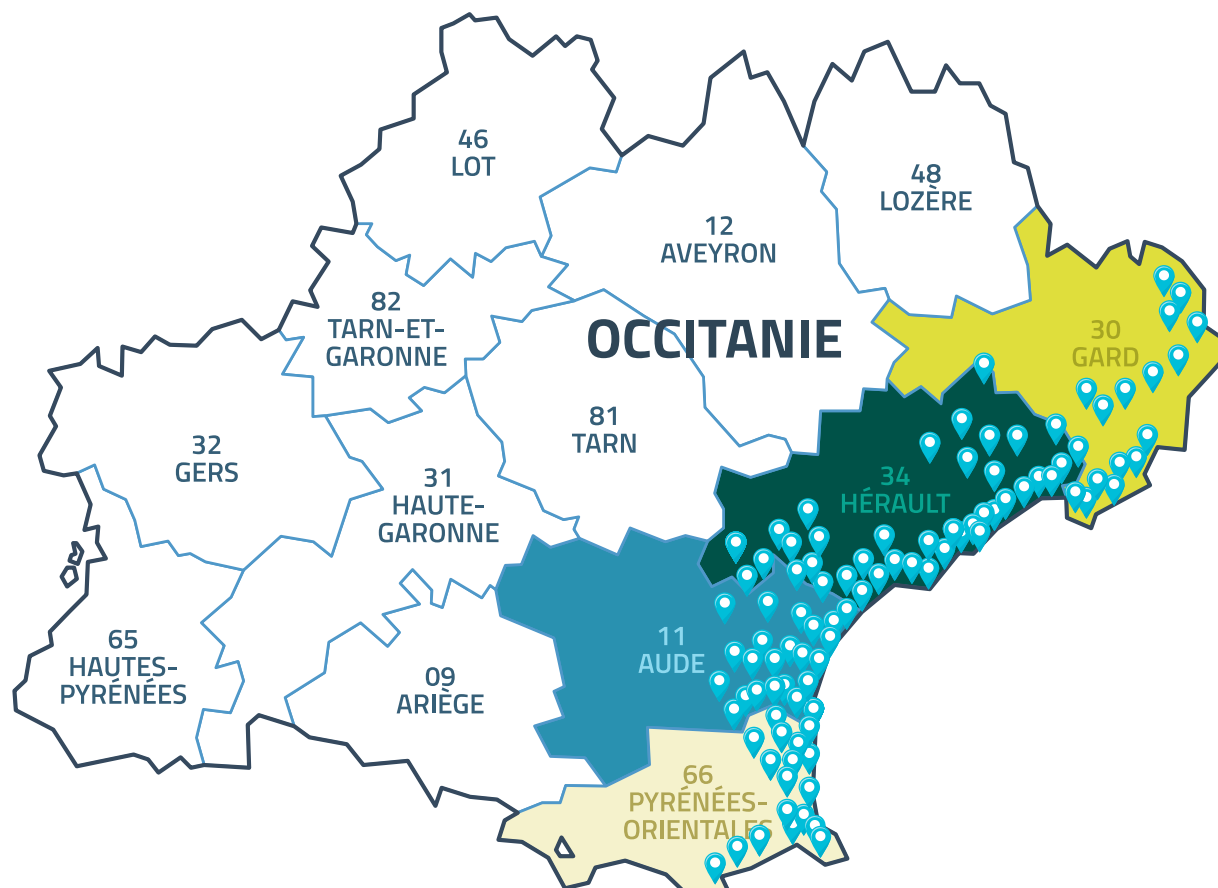 46
LOT
48
LOZÈRE
12
AVEYRON
82
TARN-ET-
GARONNE
OCCITANIE
30
GARD
32
GERS
81
TARN
31
HAUTE-
GARONNE
34
HÉRAULT
65
HAUTES-
PYRÉNÉES
09
ARIÈGE
11
AUDE
66
PYRÉNÉES-
ORIENTALES